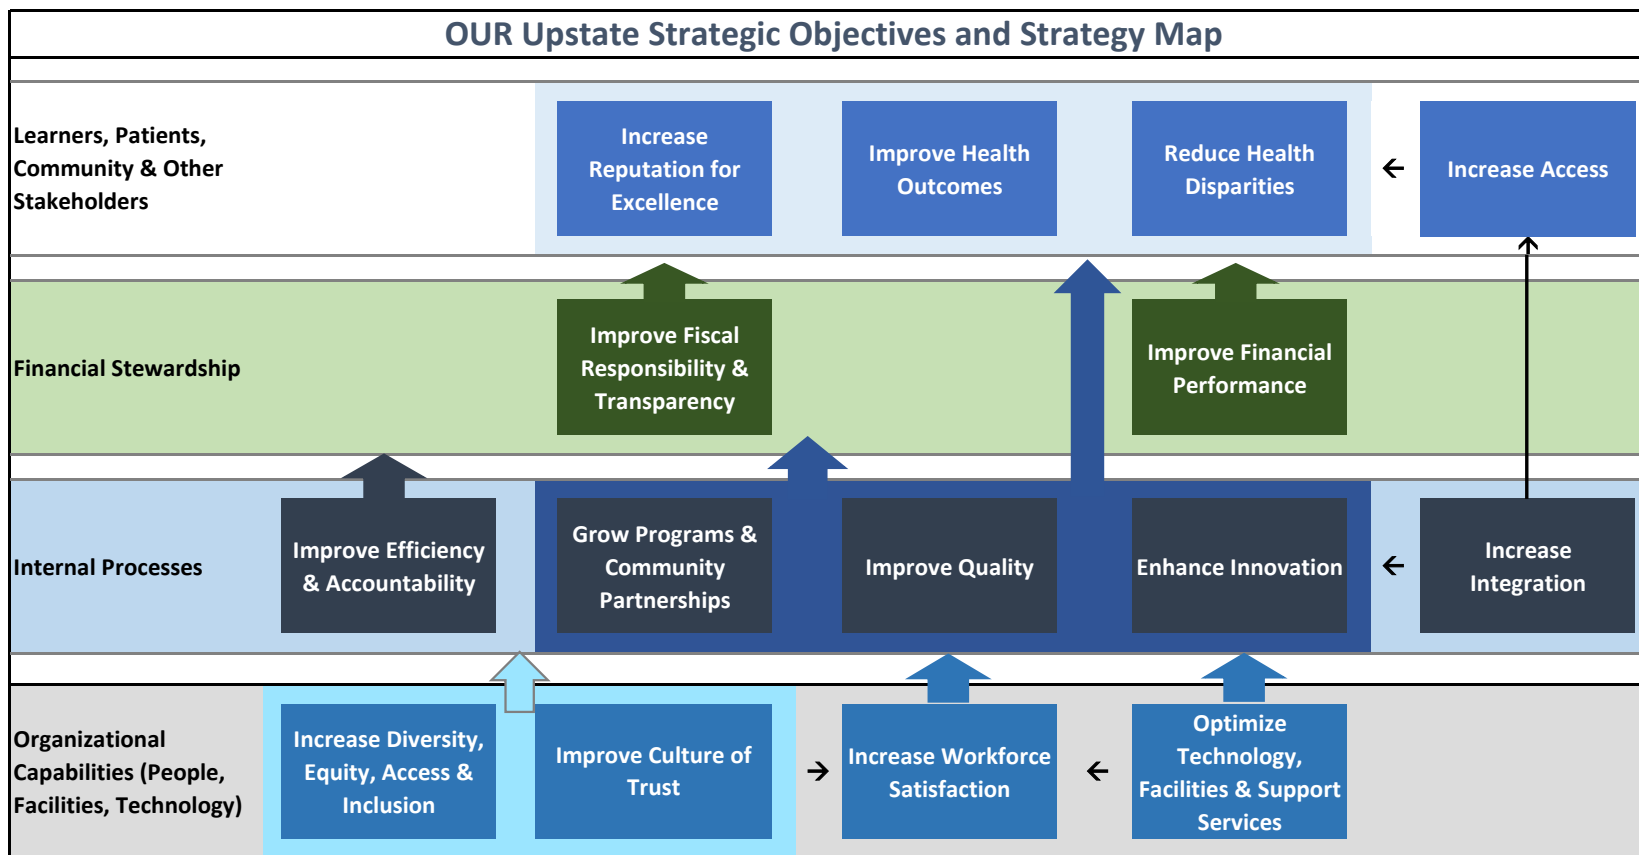 OUR Upstate Strategic Objectives and Strategy Map
Learners, Patients,
Community & Other
Stakeholders
Increase
Reputation for
Excellence
Improve Health
Outcomes
Reduce Health
Disparities
←
Increase Access
Financial Stewardship
Improve Fiscal
Responsibility &
Transparency
Improve Financial
Performance
Internal Processes
Improve Efficiency
& Accountability
Grow Programs &
Community
Partnerships
Improve Quality
Enhance Innovation
←
Increase
Integration
Organizational
Capabilities (People,
Facilities, Technology)
Increase Diversity,
Equity, Access &
Inclusion
Improve Culture of
Trust
→
Increase Workforce
Satisfaction
←
Optimize
Technology,
Facilities & Support
Services